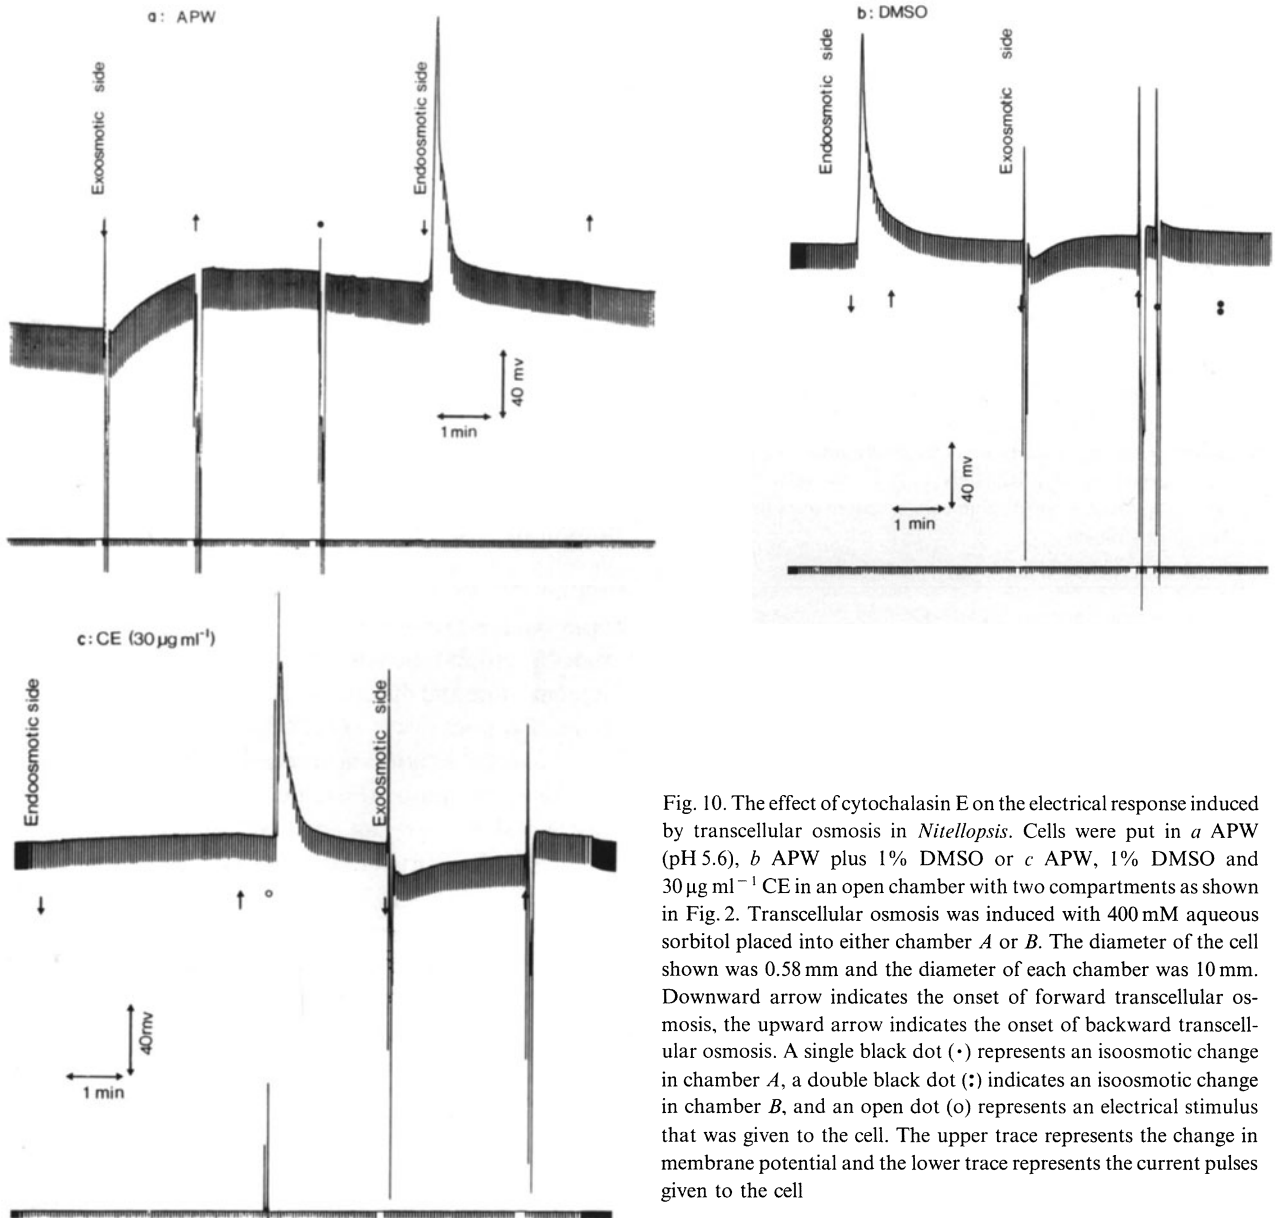 a: APW
Exoosmotic side
Endoosmotic side
40 mv
1 min
b: DMSO
Endoosmotic side
Exoosmotic side
40 mv
1 min
c: CE (30 µg ml⁻¹)
Endoosmotic side
Exoosmotic side
40mv
1 min
Fig. 10. The effect of cytochalasin E on the electrical response induced
by transcellular osmosis in Nitellopsis. Cells were put in a APW
(pH 5.6), b APW plus 1% DMSO or c APW, 1% DMSO and
30 µg ml⁻¹ CE in an open chamber with two compartments as shown
in Fig. 2. Transcellular osmosis was induced with 400 mM aqueous
sorbitol placed into either chamber A or B. The diameter of the cell
shown was 0.58 mm and the diameter of each chamber was 10 mm.
Downward arrow indicates the onset of forward transcellular os-
mosis, the upward arrow indicates the onset of backward transcell-
ular osmosis. A single black dot (·) represents an isoosmotic change
in chamber A, a double black dot (:) indicates an isoosmotic change
in chamber B, and an open dot (o) represents an electrical stimulus
that was given to the cell. The upper trace represents the change in
membrane potential and the lower trace represents the current pulses
given to the cell